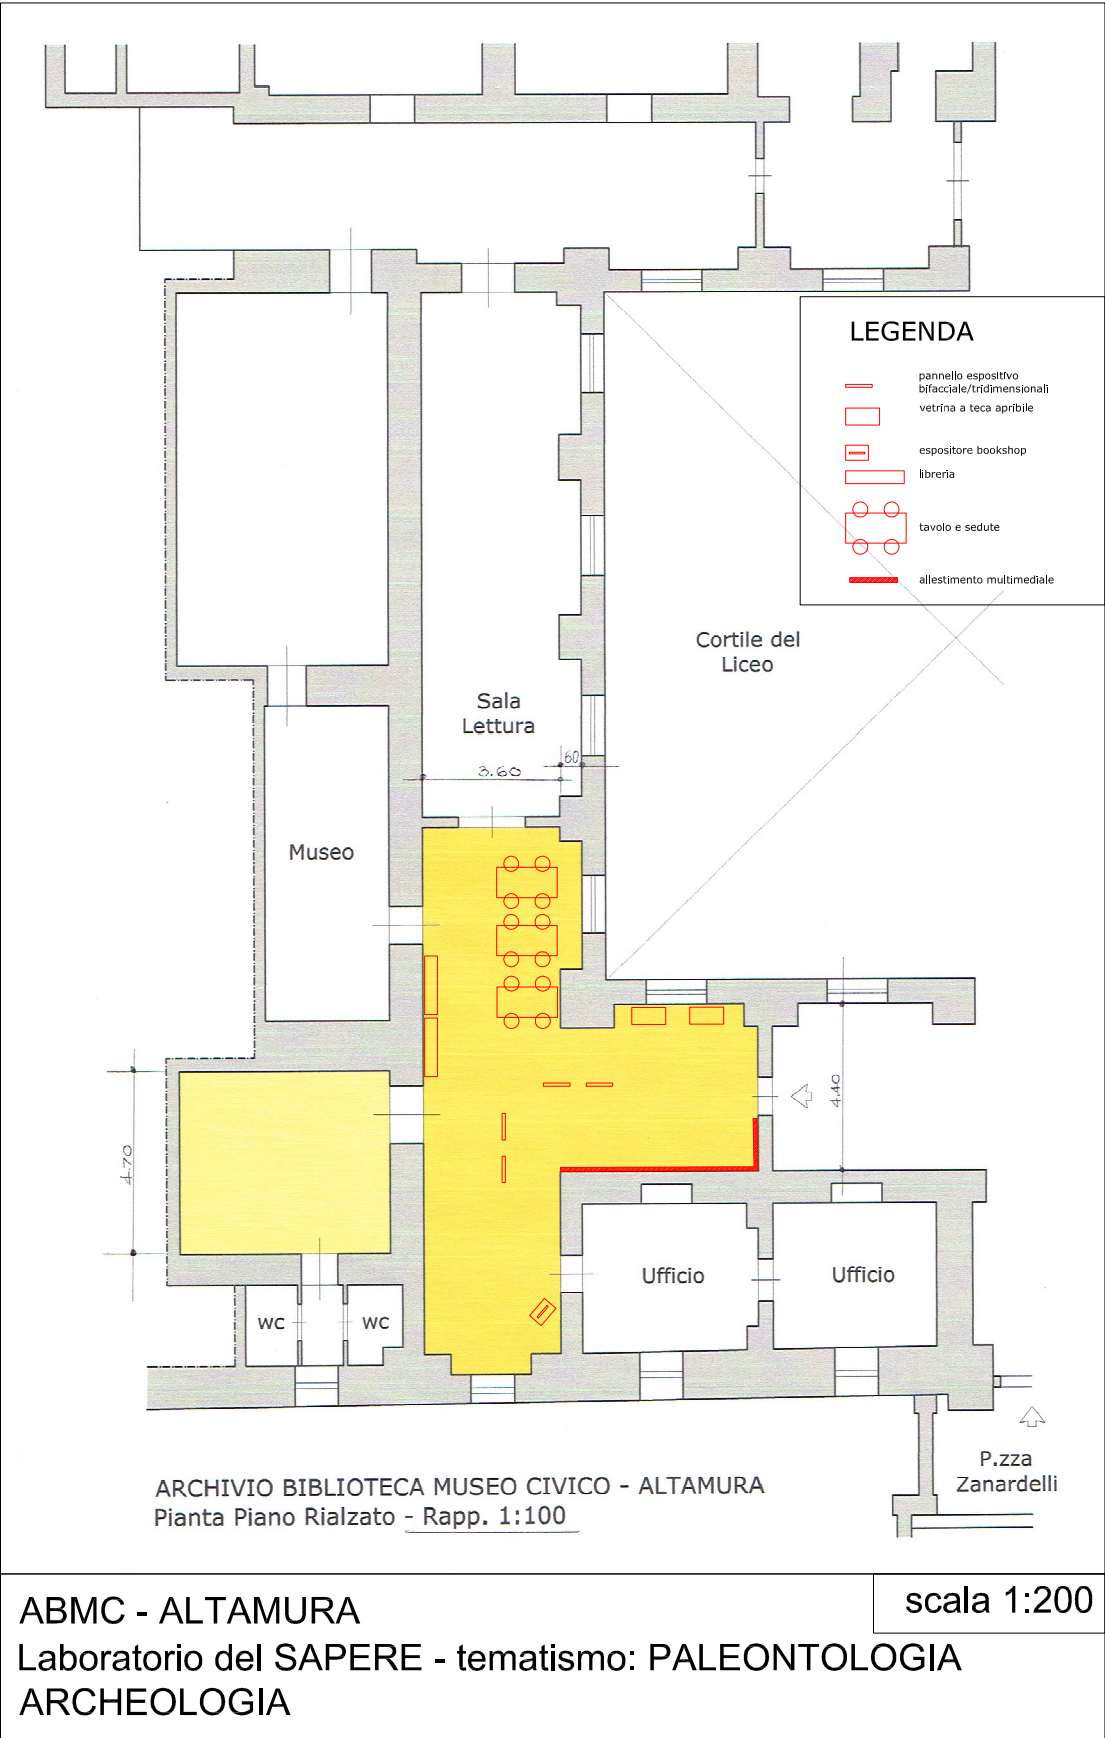 LEGENDA
pannello espositivo
bifacciale/tridimensionali
vetrina a teca apribile
espositore bookshop
libreria
tavolo e sedute
allestimento multimediale
Cortile del
Liceo
Sala
Lettura
60
3.60
Museo
4.40
4.70
Ufficio
Ufficio
wc
wc
P.zza
Zanardelli
ARCHIVIO BIBLIOTECA MUSEO CIVICO - ALTAMURA
Pianta Piano Rialzato - Rapp. 1:100
ABMC - ALTAMURA
scala 1:200
Laboratorio del SAPERE - tematismo: PALEONTOLOGIA
ARCHEOLOGIA